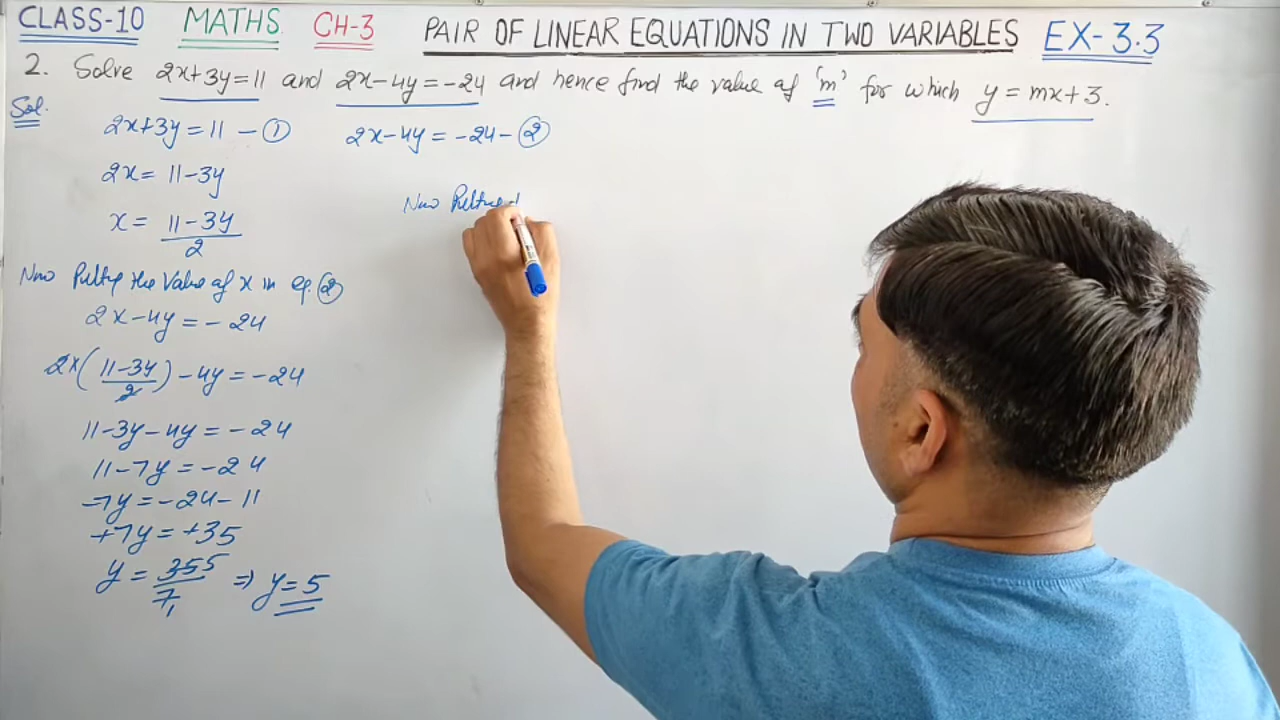 CLASS-10 MATHS CH-3 PAIR OF LINEAR EQUATIONS IN TWO VARIABLES EX-3.3
2. Solve 2x+3y=11 and 2x-4y=-24 and hence find the value of 'm' for which y=mx+3.
Sol.
2x+3y=11 - ①
2x = 11-3y
x = 11-3y/2
Now Putting the Value of x in eq. ②
2x-4y=-24
2×(11-3y/2)-4y=-24
11-3y-4y=-24
11-7y=-24
-7y=-24-11
+7y=+35
y=35/7 ⇒ y=5
2x-4y=-24 - ②
Now